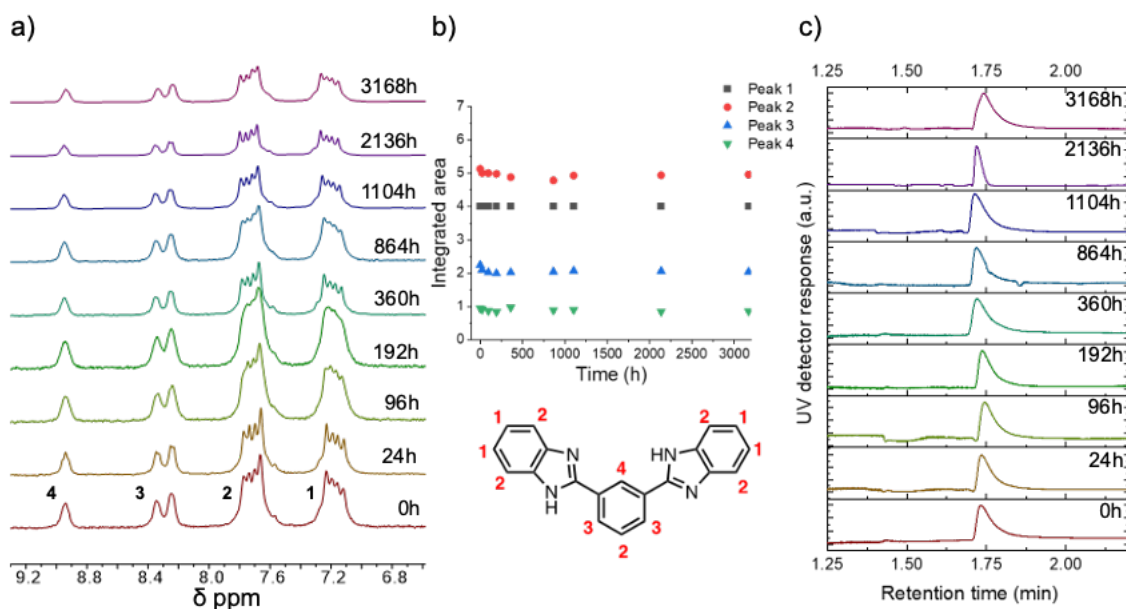 a)
3168h
2136h
1104h
864h
360h
192h
96h
24h
0h
4 3 2 1
9.2 8.8 8.4 8.0 7.6 7.2 6.8
δ ppm
b)
Peak 1
Peak 2
Peak 3
Peak 4
7
6
5
4
3
2
1
0
Integrated area
0 500 1000 1500 2000 2500 3000
Time (h)
1 2 2 1
1 N HN 1
2 4 2
N N
H
3 3
2
c)
1.25 1.50 1.75 2.00
3168h
2136h
1104h
864h
360h
192h
96h
24h
0h
UV detector response (a.u.)
1.25 1.50 1.75 2.00
Retention time (min)